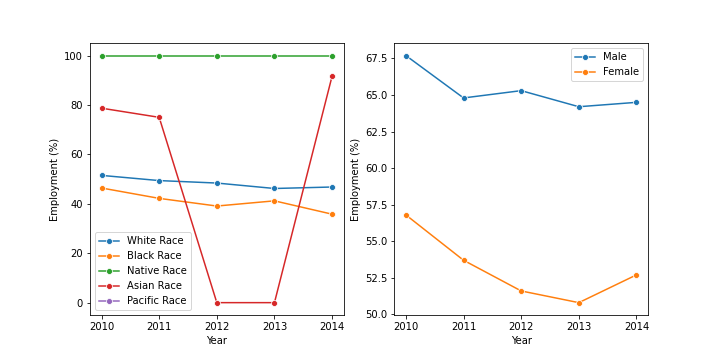 100
80
60
40
20
0
Employment (%)
White Race
Black Race
Native Race
Asian Race
Pacific Race
2010 2011 2012 2013 2014
Year
67.5
65.0
62.5
60.0
57.5
55.0
52.5
50.0
Employment (%)
Male
Female
2010 2011 2012 2013 2014
Year